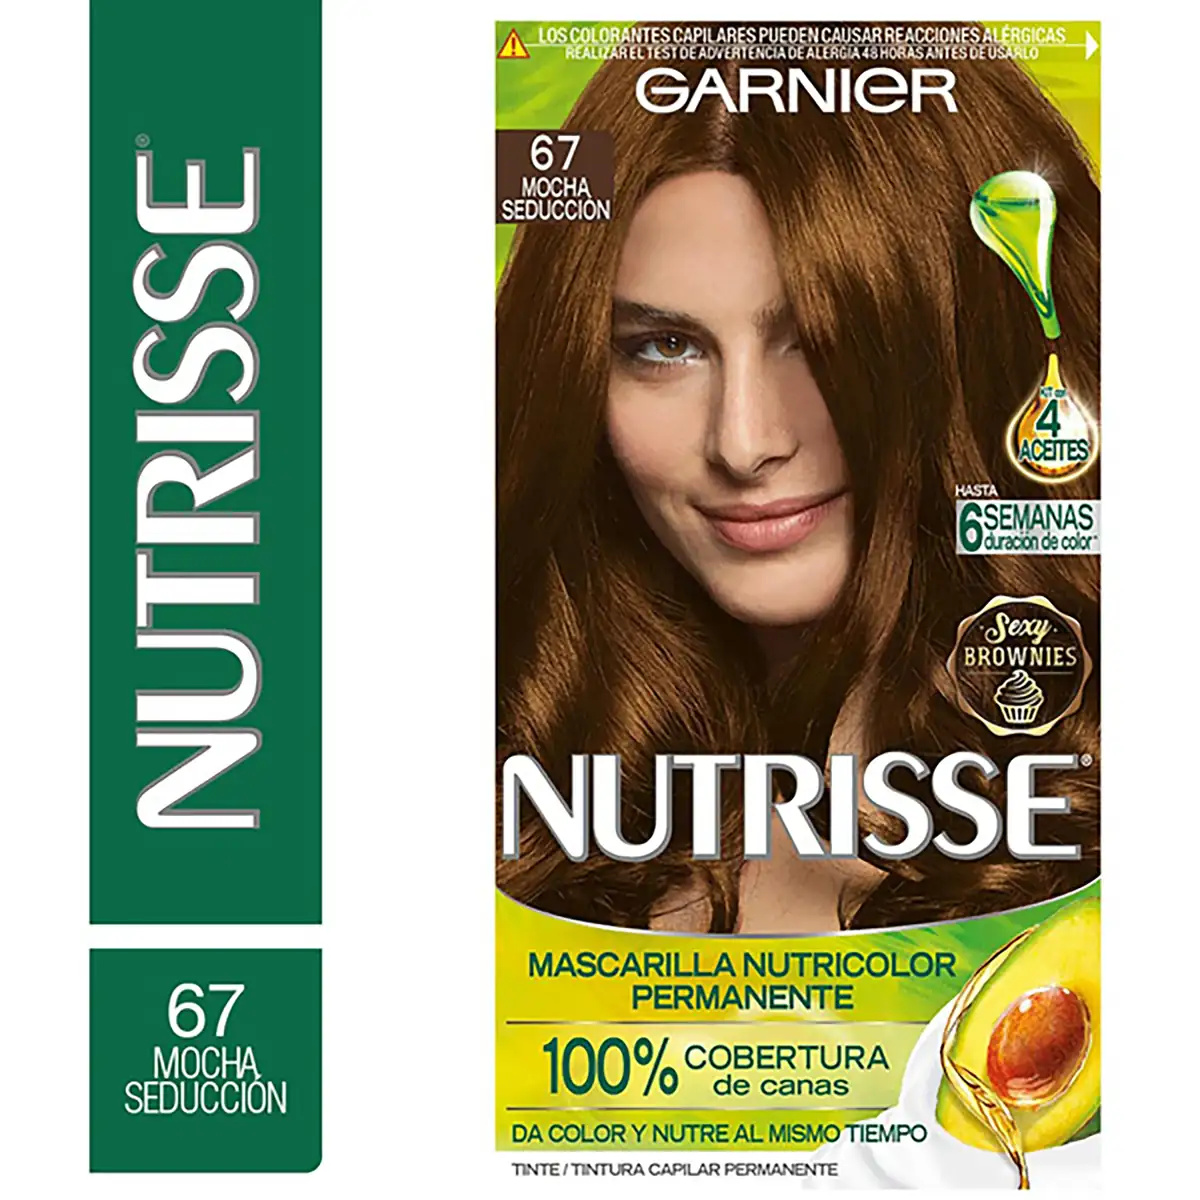 NUTRISSE®
67
MOCHA
SEDUCCIÓN
LOS COLORANTES CAPILARES PUEDEN CAUSAR REACCIONES ALÉRGICAS
REALIZAR EL TEST DE ADVERTENCIA DE ALERGIA 48 HORAS ANTES DE USARLO
GARNIER
67
MOCHA
SEDUCCIÓN
KIT con
4
ACEITES
HASTA
6 SEMANAS
duración de color*
Sexy
BROWNIES
NUTRISSE®
MASCARILLA NUTRICOLOR
PERMANENTE
100% COBERTURA
de canas
DA COLOR Y NUTRE AL MISMO TIEMPO
TINTE / TINTURA CAPILAR PERMANENTE